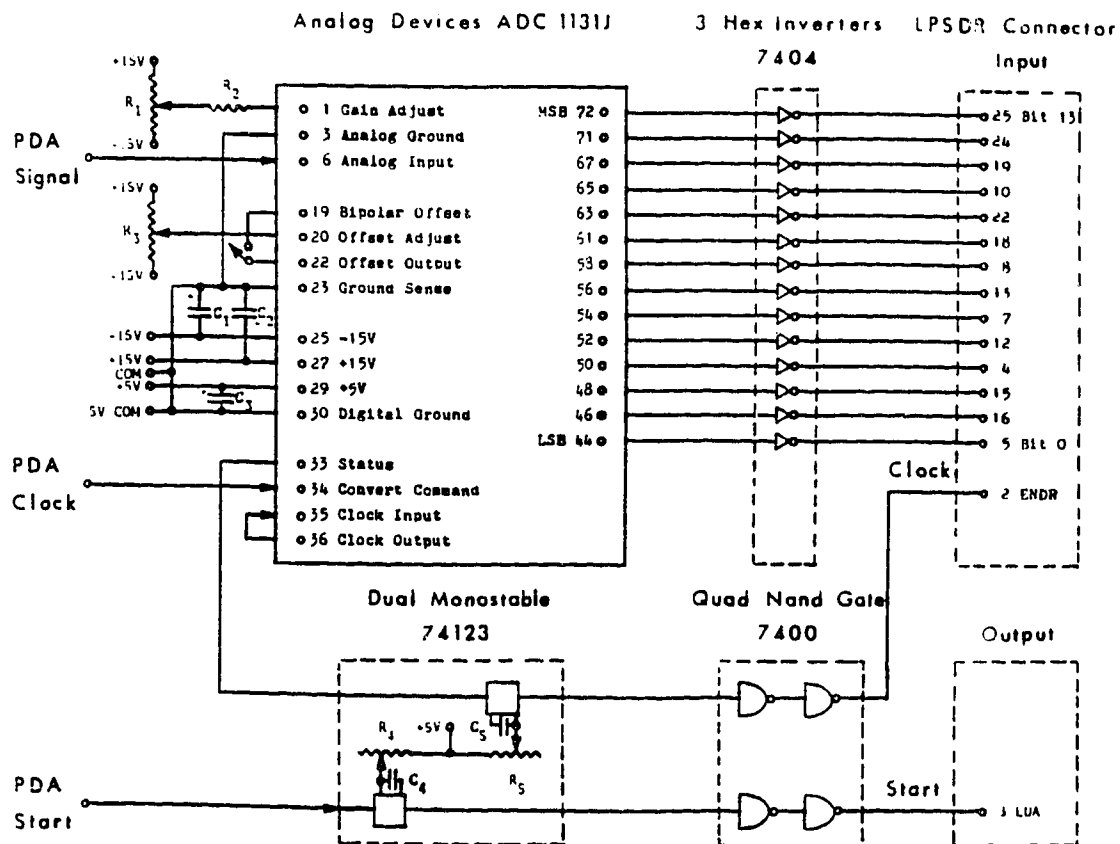 Analog Devices ADC 1131J
3 Hex Inverters
7404
LPSDR Connector
Input
+15V
R1
R2
-15V
PDA
Signal
+15V
R3
-15V
C1
-15V
+15V
COM
+5V
C3
5V COM
PDA
Clock
1 Gain Adjust
3 Analog Ground
6 Analog Input
19 Bipolar Offset
20 Offset Adjust
22 Offset Output
23 Ground Sense
25 -15V
27 +15V
29 +5V
30 Digital Ground
33 Status
34 Convert Command
35 Clock Input
36 Clock Output
MSB 72
71
67
65
63
61
53
56
54
52
50
48
46
LSB 44
25 Bit 13
24
19
10
22
18
8
13
7
12
4
15
16
5 Bit 0
Clock
2 ENDR
Dual Monostable
74123
Quad Nand Gate
7400
Output
R4
+5V
C5
C4
R5
PDA
Start
Start
3 LUA